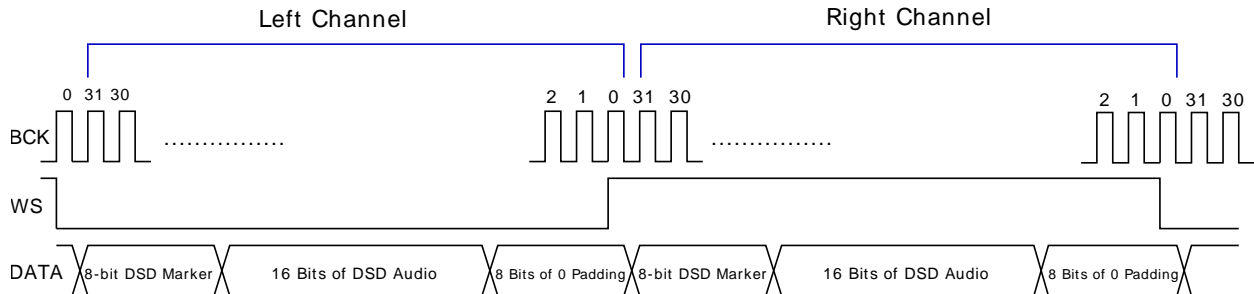 Left Channel Right Channel
0 31 30 2 1 0 31 30 2 1 0 31 30
BCK ................ ................
WS
DATA 8-bit DSD Marker 16 Bits of DSD Audio 8 Bits of 0 Padding 8-bit DSD Marker 16 Bits of DSD Audio 8 Bits of 0 Padding